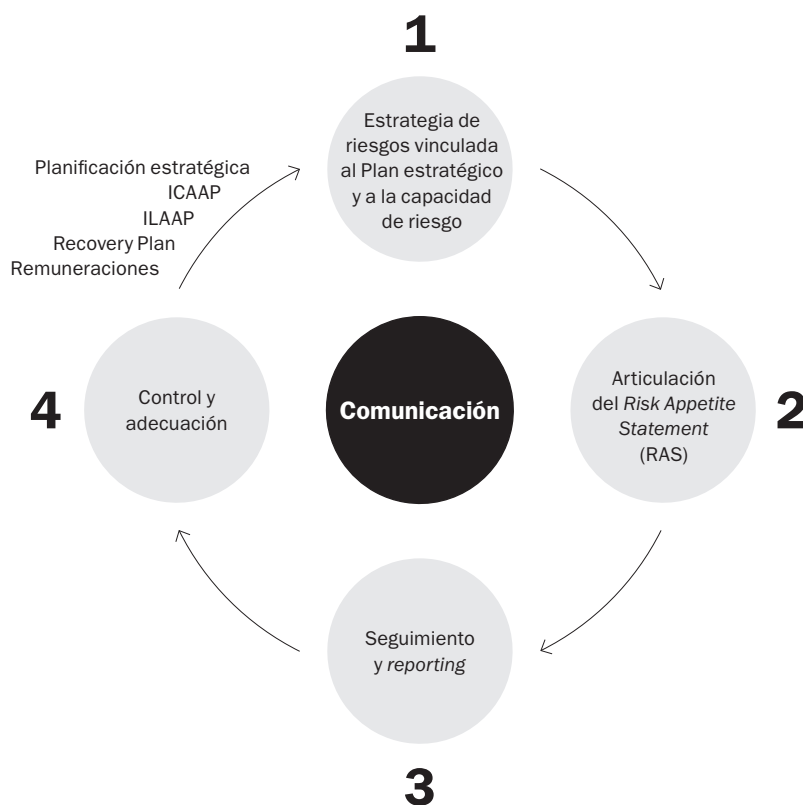 1
Estrategia de
riesgos vinculada
al Plan estratégico
y a la capacidad
de riesgo
Planificación estratégica
ICAAP
ILAAP
Recovery Plan
Remuneraciones
4
Control y
adecuación
Comunicación
Articulación
del Risk Appetite
Statement
(RAS)
2
Seguimiento
y reporting
3